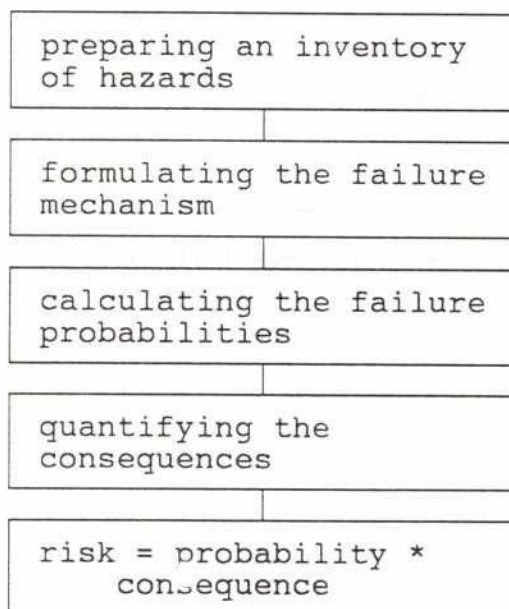 preparing an inventory
of hazards
formulating the failure
mechanism
calculating the failure
probabilities
quantifying the
consequences
risk = probability *
consequence